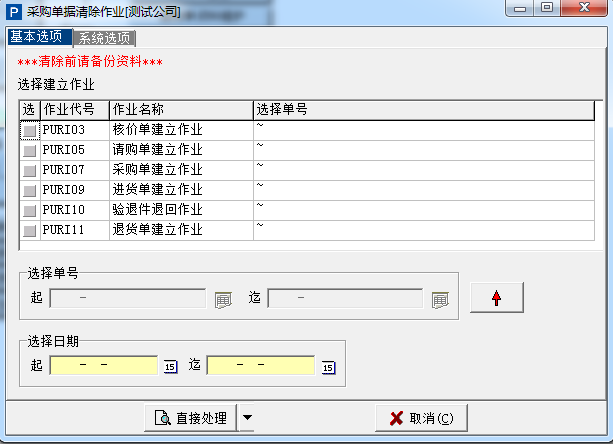 P 采购单据清除作业[测试公司]
基本选项 系统选项
***清除前请备份资料***
选择建立作业
选 作业代号 作业名称 选择单号
PURI03 核价单建立作业 ~
PURI05 请购单建立作业 ~
PURI07 采购单建立作业 ~
PURI09 进货单建立作业 ~
PURI10 验退件退回作业 ~
PURI11 退货单建立作业 ~
选择单号
起 - 迄 -
选择日期
起 - - 15 迄 - - 15
直接处理 取消(C)